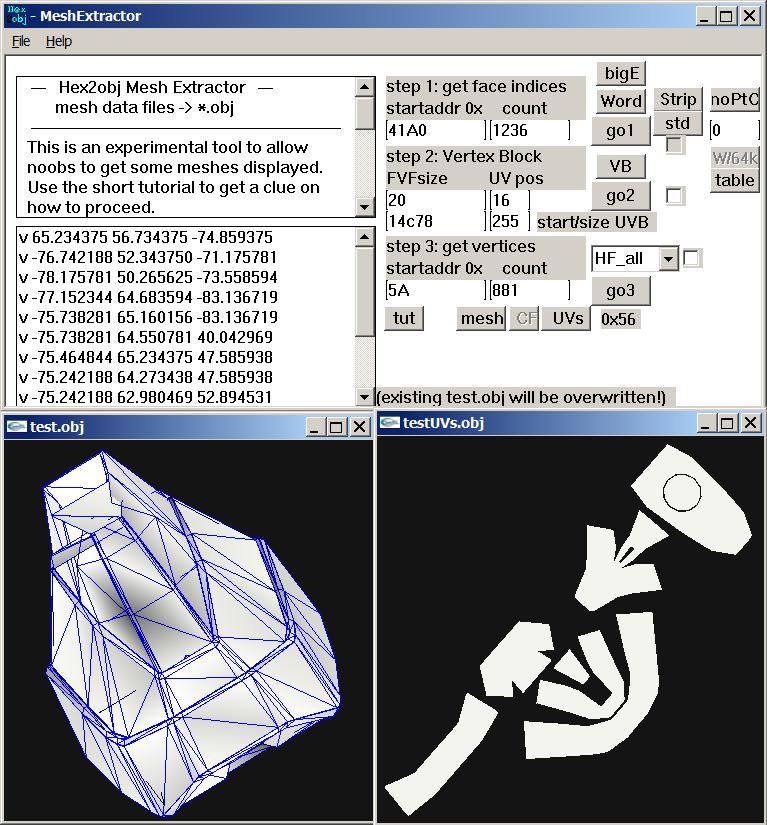 Hex obj - MeshExtractor
File Help
— Hex2obj Mesh Extractor —
mesh data files -> *.obj
This is an experimental tool to allow
noobs to get some meshes displayed.
Use the short tutorial to get a clue on
how to proceed.
v 65.234375 56.734375 -74.859375
v -76.742188 52.343750 -71.175781
v -78.175781 50.265625 -73.558594
v -77.152344 64.683594 -83.136719
v -75.738281 65.160156 -83.136719
v -75.738281 64.550781 40.042969
v -75.464844 65.234375 47.585938
v -75.242188 64.273438 47.585938
v -75.242188 62.980469 52.894531
step 1: get face indices
startaddr 0x count
41A0 1236
bigE
Word
go1
Strip
std
noPtC
0
W/64k
table
step 2: Vertex Block
FVFsize UV pos
20 16
14c78 255 start/size UVB
VB
go2
step 3: get vertices
startaddr 0x count
5A 881
HF_all
go3
tut mesh CF UVs 0x56
(existing test.obj will be overwritten!)
test.obj
testUVs.obj